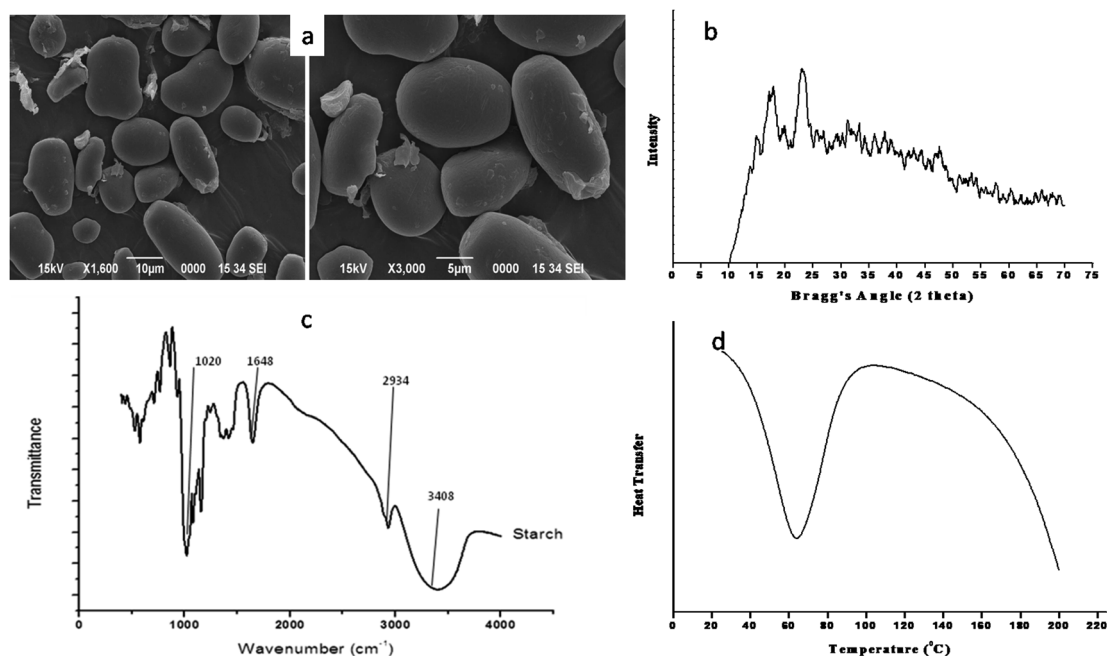 a
15kV X1,600 10µm 0000 15 34 SEI
15kV X3,000 5µm 0000 15 34 SEI
b
Intensity
0 5 10 15 20 25 30 35 40 45 50 55 60 65 70 75
Bragg's Angle (2 theta)
c
1020
1648
2934
3408
Starch
Transmittance
0 1000 2000 3000 4000
Wavenumber (cm⁻¹)
d
Heat Transfer
0 20 40 60 80 100 120 140 160 180 200 220
Temperature (⁰C)